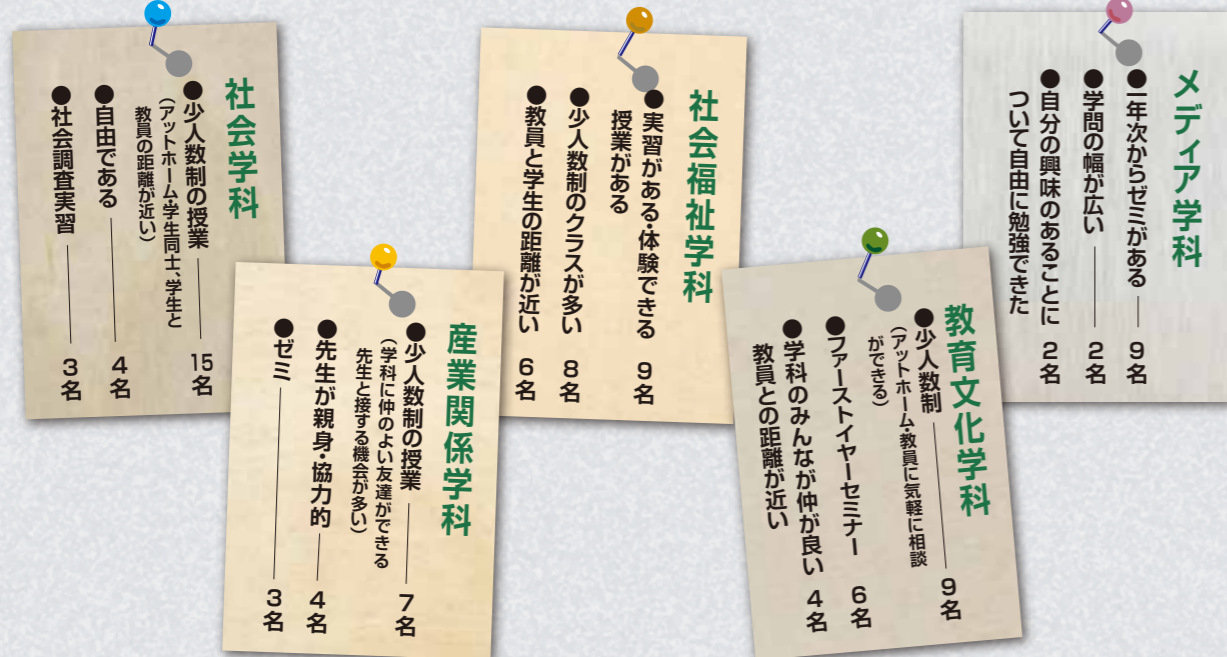 メディア学科
●一年次からゼミがある 9名
●学問の幅が広い 2名
●自分の興味のあることに
ついて自由に勉強できた 2名
教育文化学科
●少人数制 9名
(アットホーム・教員に気軽に相談
ができる)
●ファーストイヤーセミナー 6名
●学科のみんなが仲が良い
教員との距離が近い 4名
社会福祉学科
●実習がある・体験できる
授業がある 9名
●少人数制のクラスが多い 8名
●教員と学生の距離が近い 6名
産業関係学科
●少人数制の授業 7名
(学科に仲のよい友達ができる
先生と接する機会が多い)
●先生が親身・協力的 4名
●ゼミ 3名
社会学科
●少人数制の授業 15名
(アットホーム・学生同士、学生と
教員の距離が近い)
●自由である 4名
●社会調査実習 3名